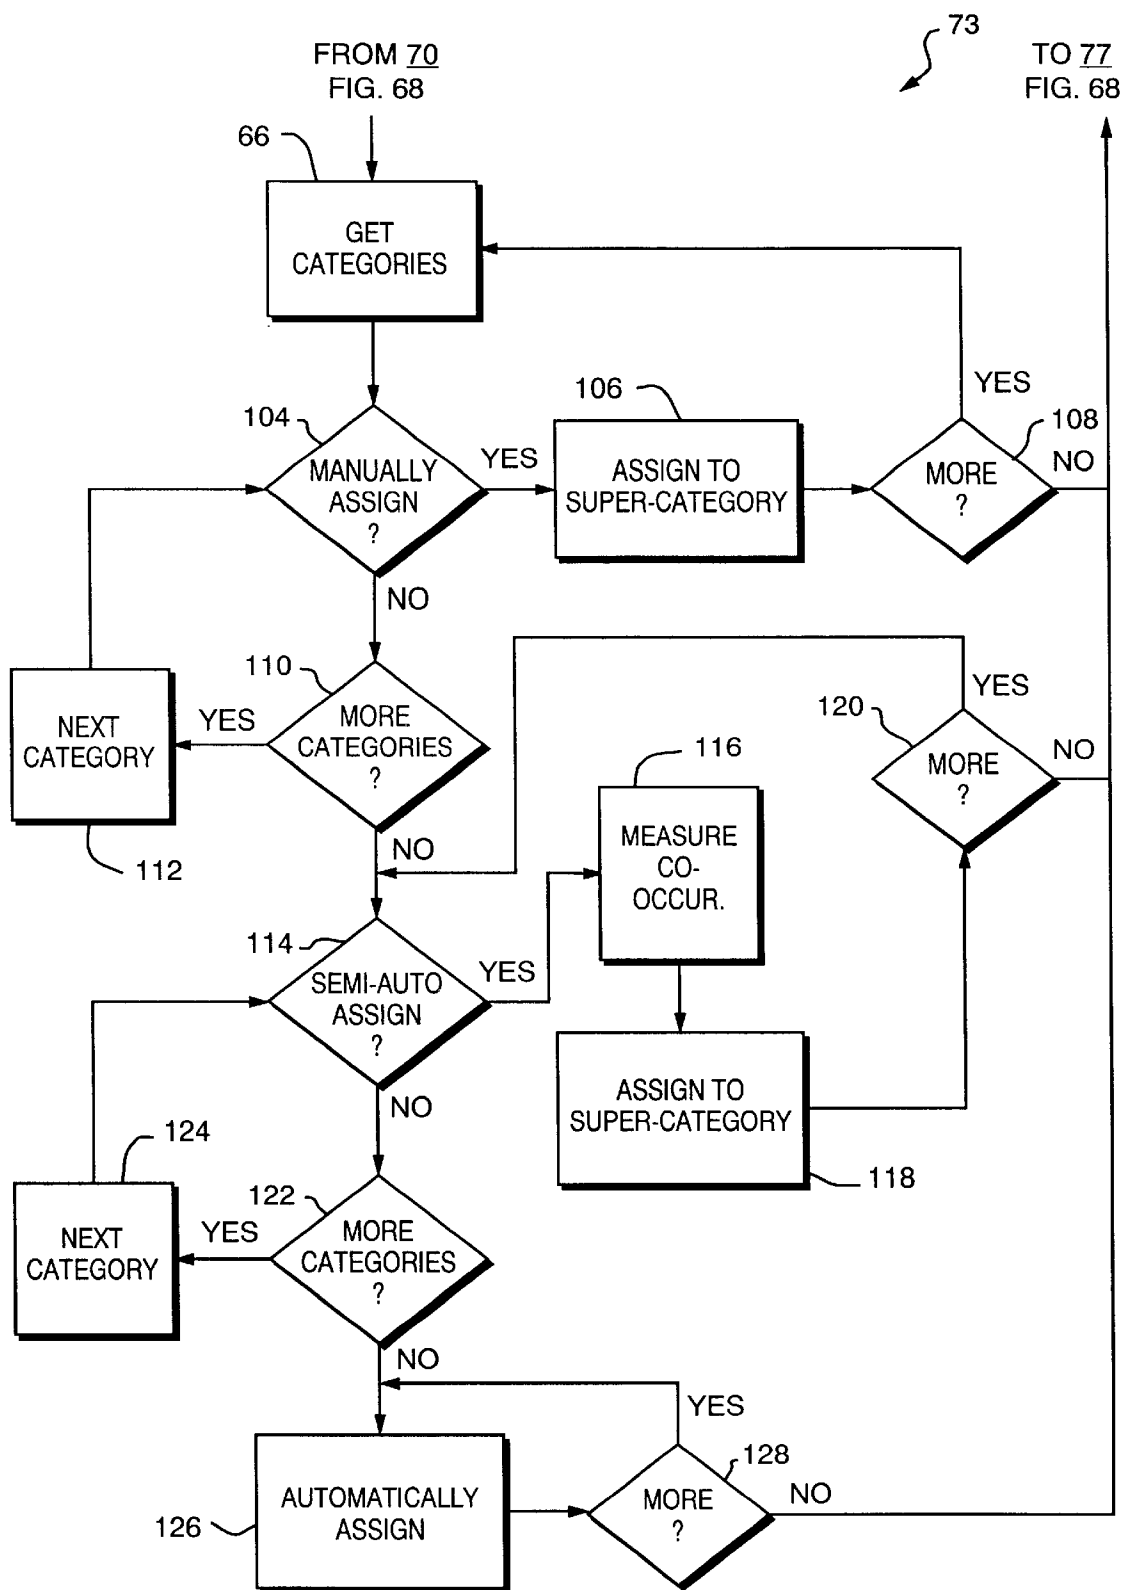 73
FROM 70
FIG. 68
TO 77
FIG. 68
66
GET
CATEGORIES
YES
104
MANUALLY
ASSIGN
?
YES
106
ASSIGN TO
SUPER-CATEGORY
108
MORE
?
NO
NO
110
MORE
CATEGORIES
?
YES
NEXT
CATEGORY
112
NO
YES
120
MORE
?
NO
116
MEASURE
CO-
OCCUR.
114
SEMI-AUTO
ASSIGN
?
YES
NO
ASSIGN TO
SUPER-CATEGORY
118
124
NEXT
CATEGORY
YES
122
MORE
CATEGORIES
?
NO
YES
AUTOMATICALLY
ASSIGN
126
128
MORE
?
NO